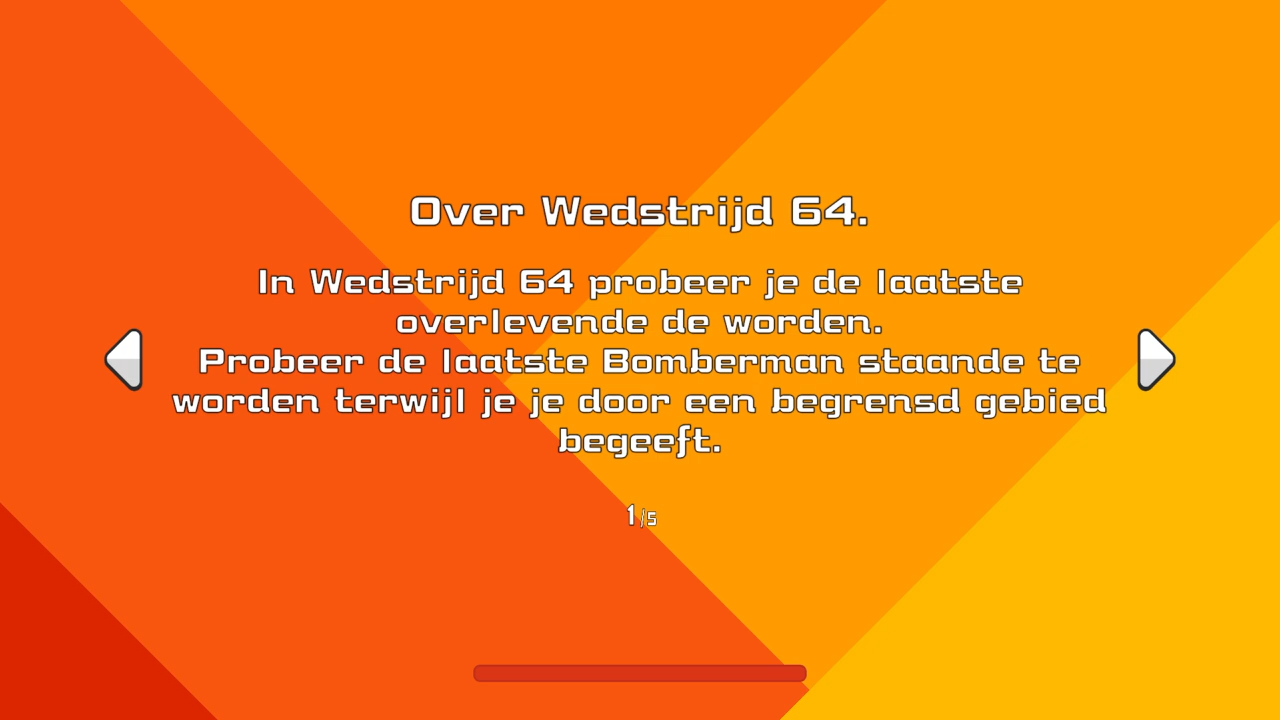 Over Wedstrijd 64.
In Wedstrijd 64 probeer je de laatste
overlevende de worden.
Probeer de laatste Bomberman staande te
worden terwijl je je door een begrensd gebied
begeeft.
1/5